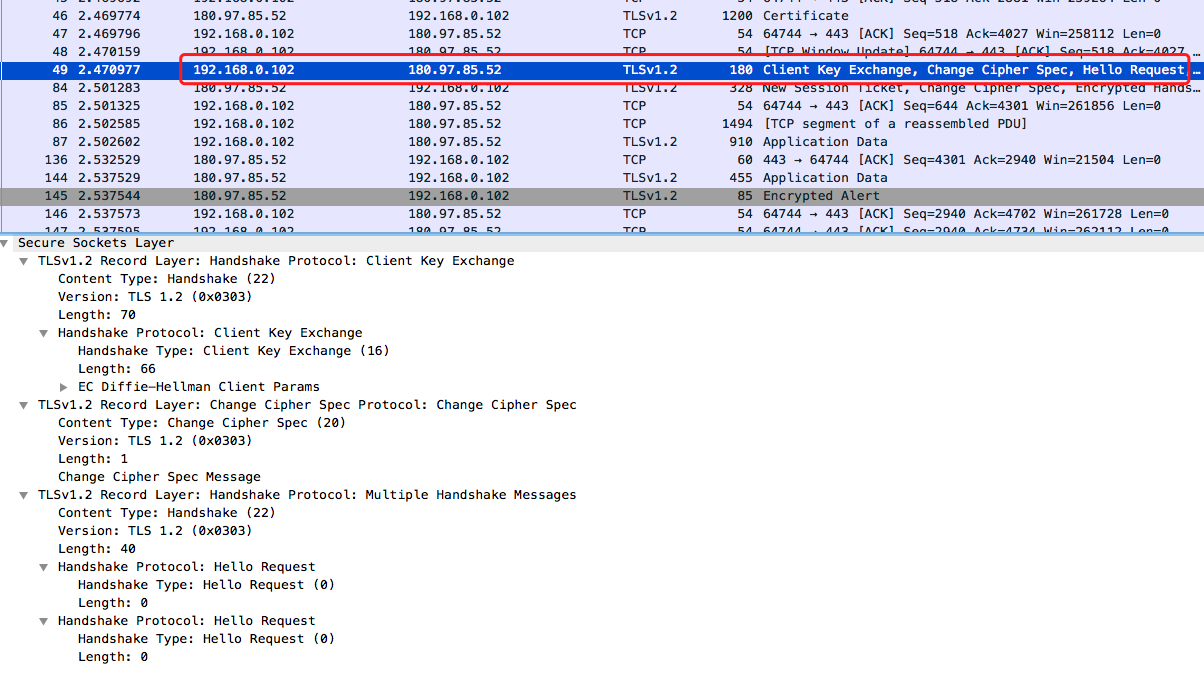 46 2.469774 180.97.85.52 192.168.0.102 TLSv1.2 1200 Certificate
47 2.469796 192.168.0.102 180.97.85.52 TCP 54 64744 → 443 [ACK] Seq=518 Ack=4027 Win=258112 Len=0
48 2.470159 192.168.0.102 180.97.85.52 TCP 54 [TCP Window Update] 64744 → 443 [ACK] Seq=518 Ack=4027 …
49 2.470977 192.168.0.102 180.97.85.52 TLSv1.2 180 Client Key Exchange, Change Cipher Spec, Hello Request,…
84 2.501283 180.97.85.52 192.168.0.102 TLSv1.2 328 New Session Ticket, Change Cipher Spec, Encrypted Hands…
85 2.501325 192.168.0.102 180.97.85.52 TCP 54 64744 → 443 [ACK] Seq=644 Ack=4301 Win=261856 Len=0
86 2.502585 192.168.0.102 180.97.85.52 TCP 1494 [TCP segment of a reassembled PDU]
87 2.502602 192.168.0.102 180.97.85.52 TLSv1.2 910 Application Data
136 2.532529 180.97.85.52 192.168.0.102 TCP 60 443 → 64744 [ACK] Seq=4301 Ack=2940 Win=21504 Len=0
144 2.537529 180.97.85.52 192.168.0.102 TLSv1.2 455 Application Data
145 2.537544 180.97.85.52 192.168.0.102 TLSv1.2 85 Encrypted Alert
146 2.537573 192.168.0.102 180.97.85.52 TCP 54 64744 → 443 [ACK] Seq=2940 Ack=4702 Win=261728 Len=0
147 2.537595 192.168.0.102 180.97.85.52 TCP 54 64744 → 443 [ACK] Seq=2940 Ack=4734 Win=262112 Len=0
Secure Sockets Layer
TLSv1.2 Record Layer: Handshake Protocol: Client Key Exchange
Content Type: Handshake (22)
Version: TLS 1.2 (0x0303)
Length: 70
Handshake Protocol: Client Key Exchange
Handshake Type: Client Key Exchange (16)
Length: 66
EC Diffie-Hellman Client Params
TLSv1.2 Record Layer: Change Cipher Spec Protocol: Change Cipher Spec
Content Type: Change Cipher Spec (20)
Version: TLS 1.2 (0x0303)
Length: 1
Change Cipher Spec Message
TLSv1.2 Record Layer: Handshake Protocol: Multiple Handshake Messages
Content Type: Handshake (22)
Version: TLS 1.2 (0x0303)
Length: 40
Handshake Protocol: Hello Request
Handshake Type: Hello Request (0)
Length: 0
Handshake Protocol: Hello Request
Handshake Type: Hello Request (0)
Length: 0